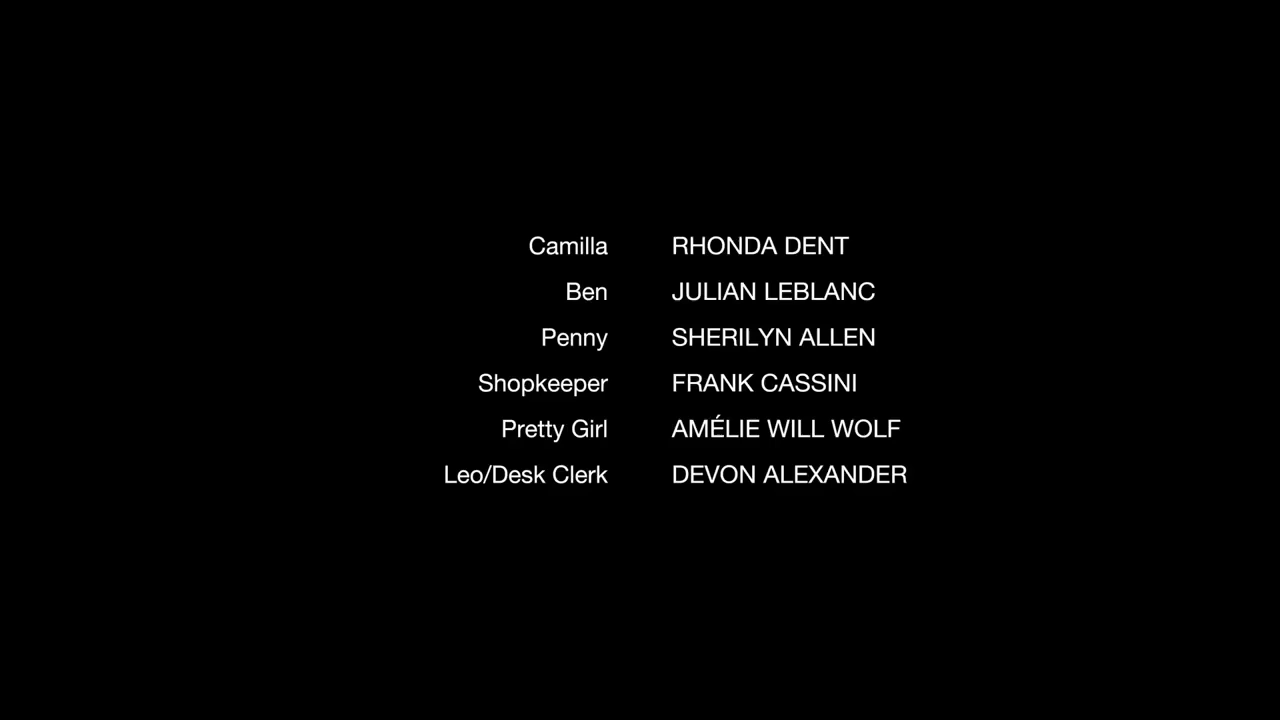 Camilla RHONDA DENT
Ben JULIAN LEBLANC
Penny SHERILYN ALLEN
Shopkeeper FRANK CASSINI
Pretty Girl AMÉLIE WILL WOLF
Leo/Desk Clerk DEVON ALEXANDER